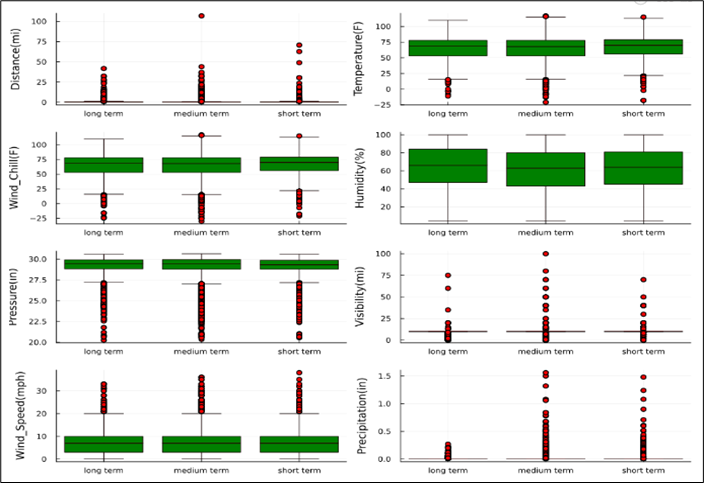 Distance(mi)
100
75
50
25
0
long term
medium term
short term
Temperature(F)
100
75
50
25
0
−25
long term
medium term
short term
Wind_Chill(F)
100
75
50
25
0
−25
long term
medium term
short term
Humidity(%)
100
80
60
40
20
long term
medium term
short term
Pressure(in)
30.0
27.5
25.0
22.5
20.0
long term
medium term
short term
Visibility(mi)
100
75
50
25
0
long term
medium term
short term
Wind_Speed(mph)
30
20
10
0
long term
medium term
short term
Precipitation(in)
1.5
1.0
0.5
0.0
long term
medium term
short term